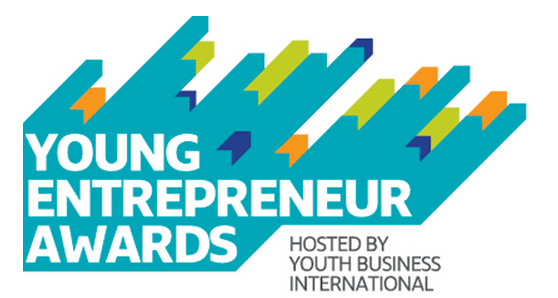 YOUNG
ENTREPRENEUR
AWARDS
HOSTED BY
YOUTH BUSINESS
INTERNATIONAL